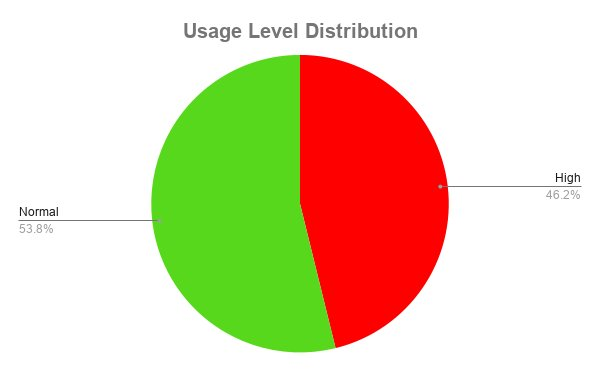 Usage Level Distribution
High
46.2%
Normal
53.8%